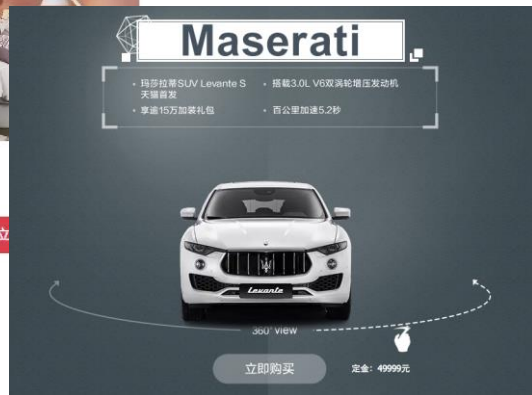 Maserati
• 玛莎拉蒂SUV Levante S
天猫首发
• 搭载3.0L V6双涡轮增压发动机
• 享逾15万加装礼包
• 百公里加速5.2秒
Levante
360° view
立即购买
定金：49999元
立